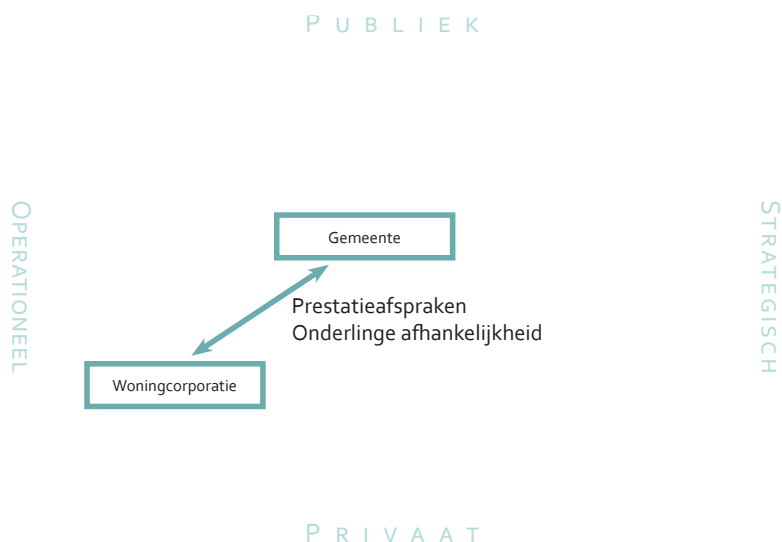 PUBLIEK
OPERATIONEEL
STRATEGISCH
Gemeente
Prestatieafspraken
Onderlinge afhankelijkheid
Woningcorporatie
PRIVAAT